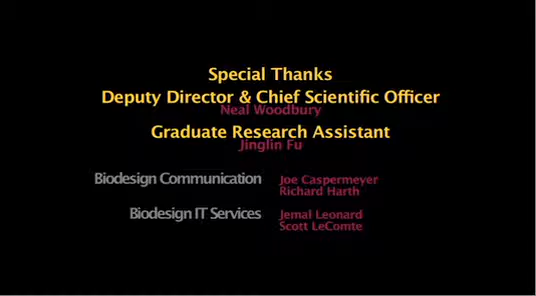 Special Thanks
Deputy Director & Chief Scientific Officer
Neal Woodbury
Graduate Research Assistant
Jinglin Fu
Biodesign Communication Joe Caspermeyer
Richard Harth
Biodesign IT Services Jemal Leonard
Scott LeComte